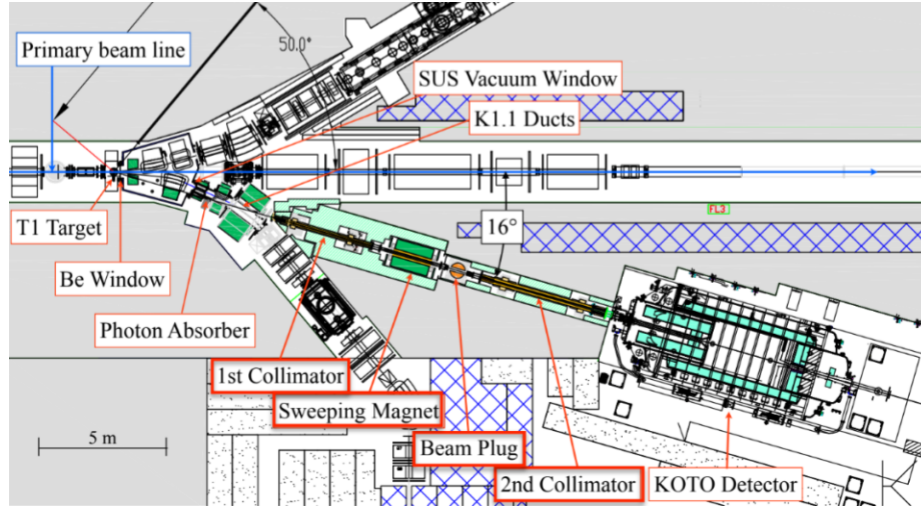 Primary beam line
50.0°
SUS Vacuum Window
K1.1 Ducts
T1 Target
16°
FL3
Be Window
Photon Absorber
1st Collimator
Sweeping Magnet
5 m
Beam Plug
2nd Collimator
KOTO Detector